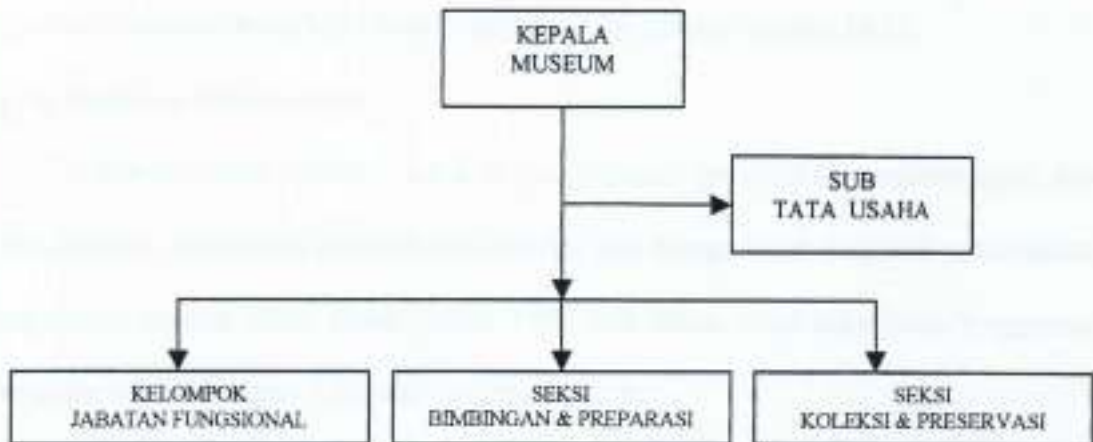 KEPALA
MUSEUM
SUB
TATA USAHA
KELOMPOK
JABATAN FUNGSIONAL
SEKSI
BIMBINGAN & PREPARASI
SEKSI
KOLEKSI & PRESERVASI